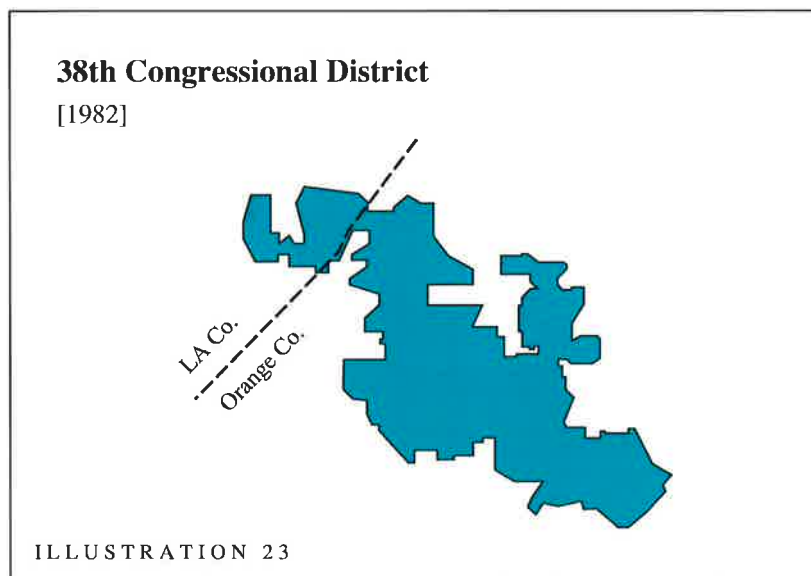 38th Congressional District
[1982]
LA Co.
Orange Co.
ILLUSTRATION 23